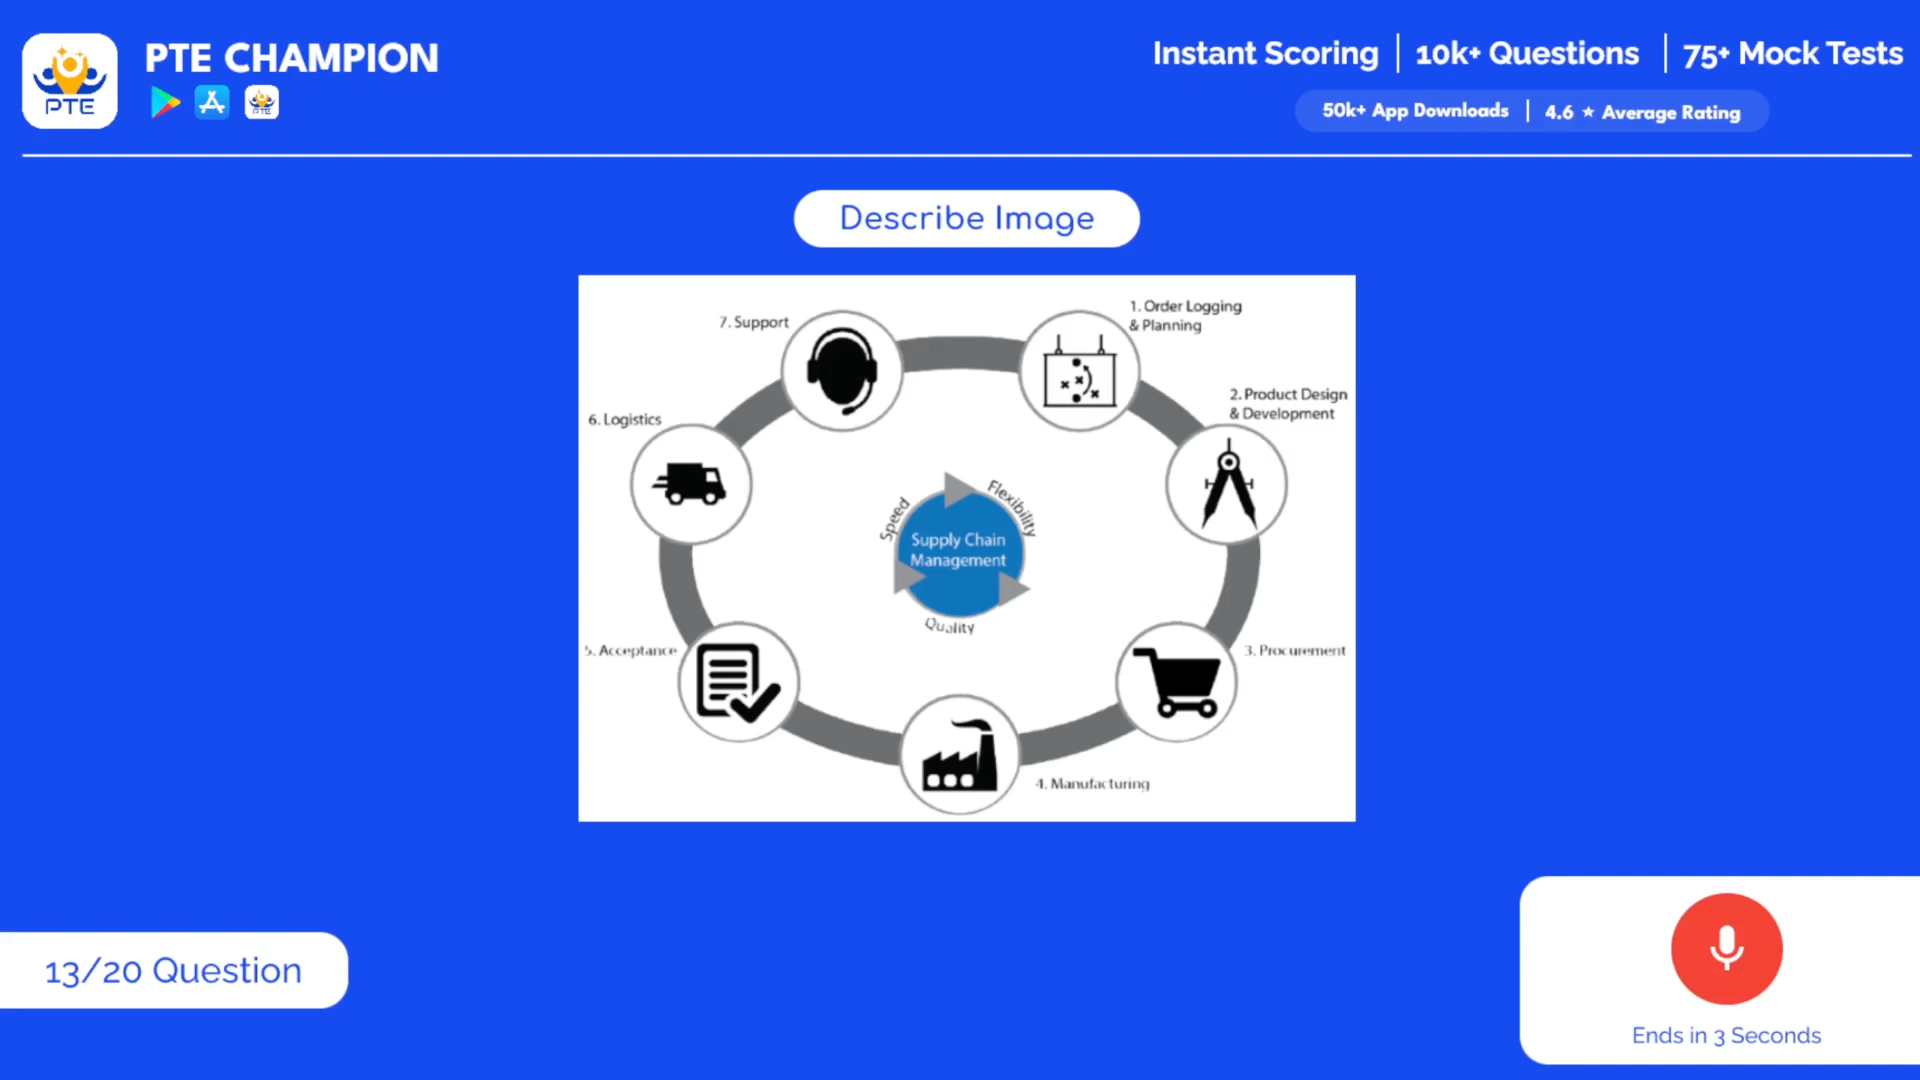 PTE CHAMPION
PTE
PTE
Instant Scoring | 10k+ Questions | 75+ Mock Tests
50k+ App Downloads | 4.6 ★ Average Rating
Describe Image
1. Order Logging
& Planning
7. Support
2. Product Design
& Development
6. Logistics
Speed
Flexibility
Supply Chain
Management
Quality
5. Acceptance
3. Procurement
4. Manufacturing
13/20 Question
Ends in 3 Seconds